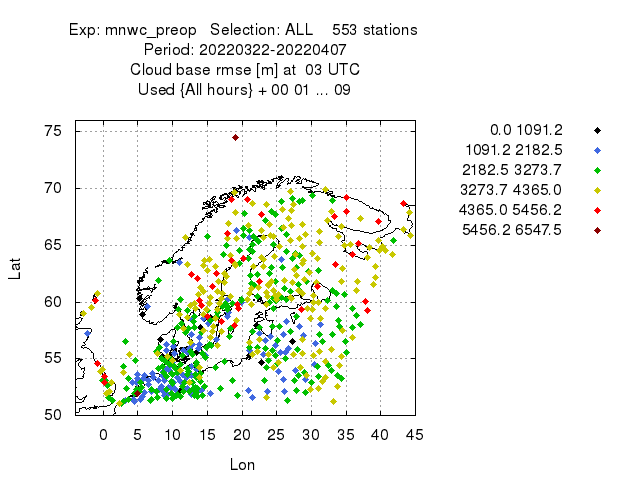 Exp: mnwc_preop   Selection: ALL    553 stations
Period: 20220322-20220407
Cloud base rmse [m] at  03 UTC
Used {All hours} + 00 01 ... 09
0.0 1091.2
1091.2 2182.5
2182.5 3273.7
3273.7 4365.0
4365.0 5456.2
5456.2 6547.5
75
70
65
60
55
50
Lat
0 5 10 15 20 25 30 35 40 45
Lon